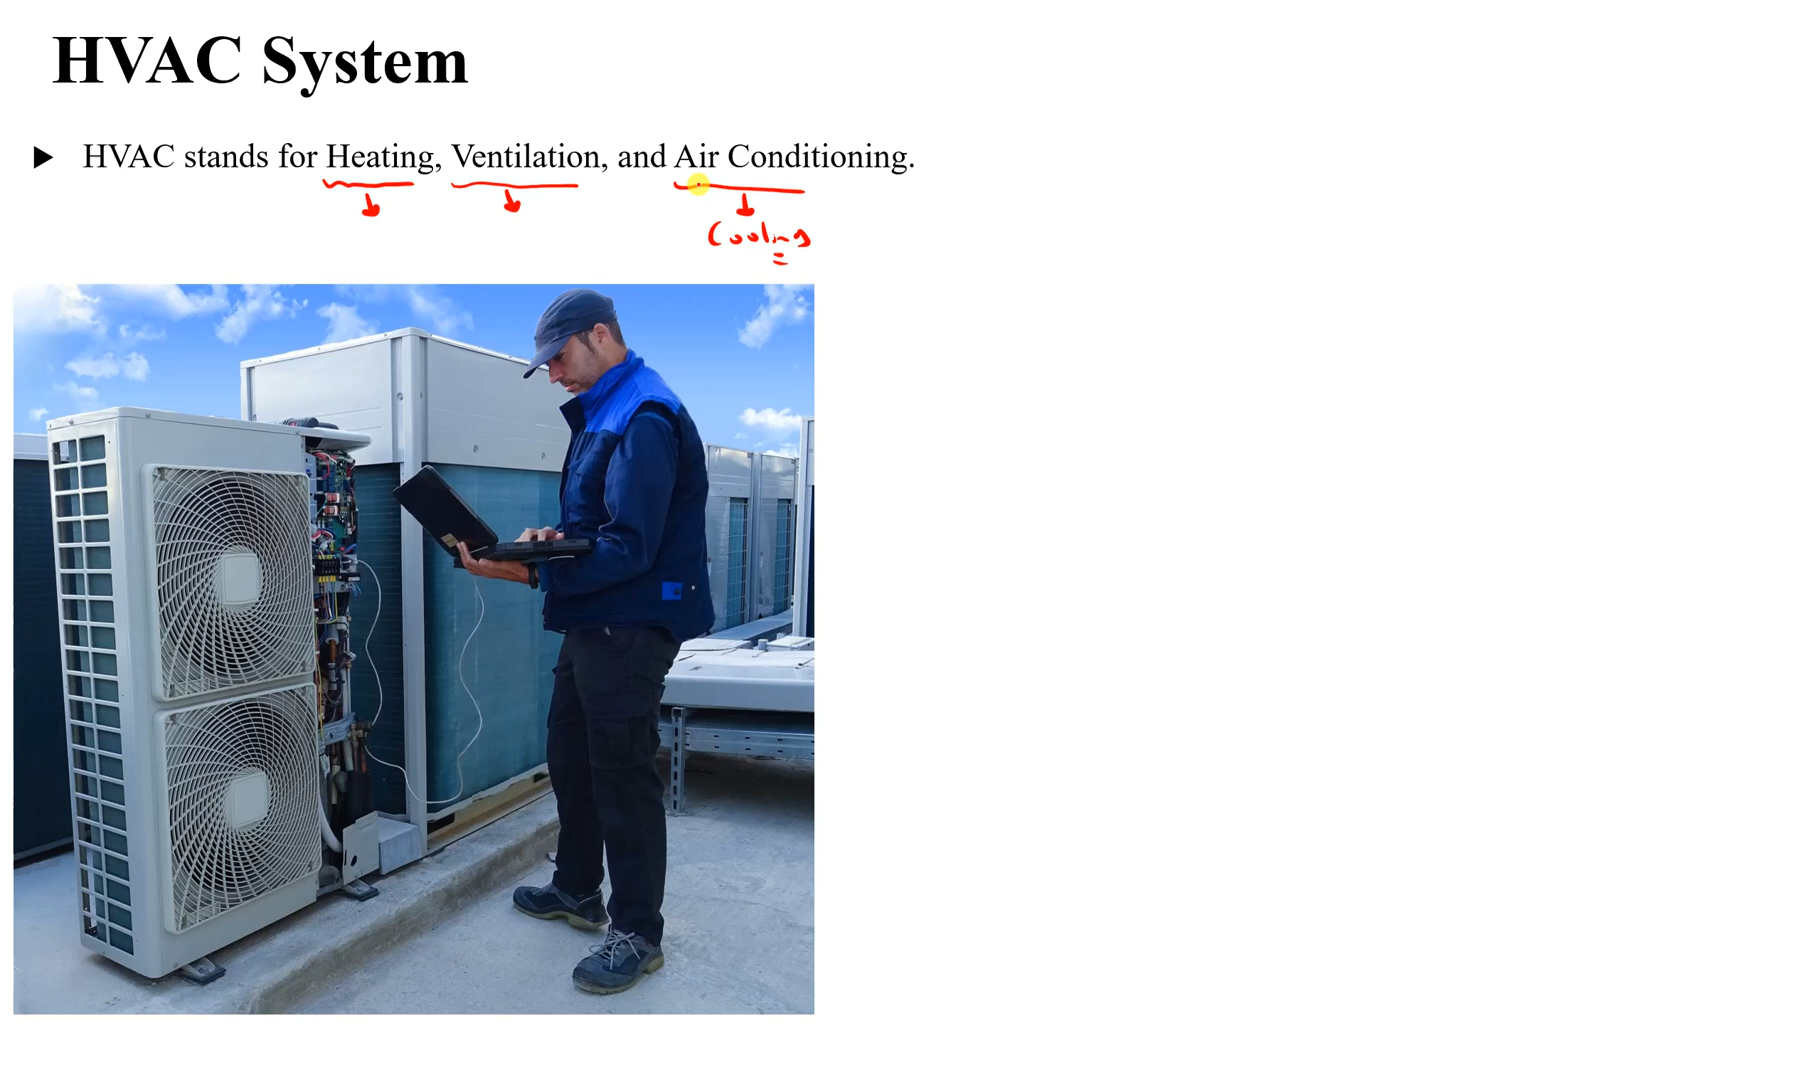 HVAC System
HVAC stands for Heating, Ventilation, and Air Conditioning.
Cooling